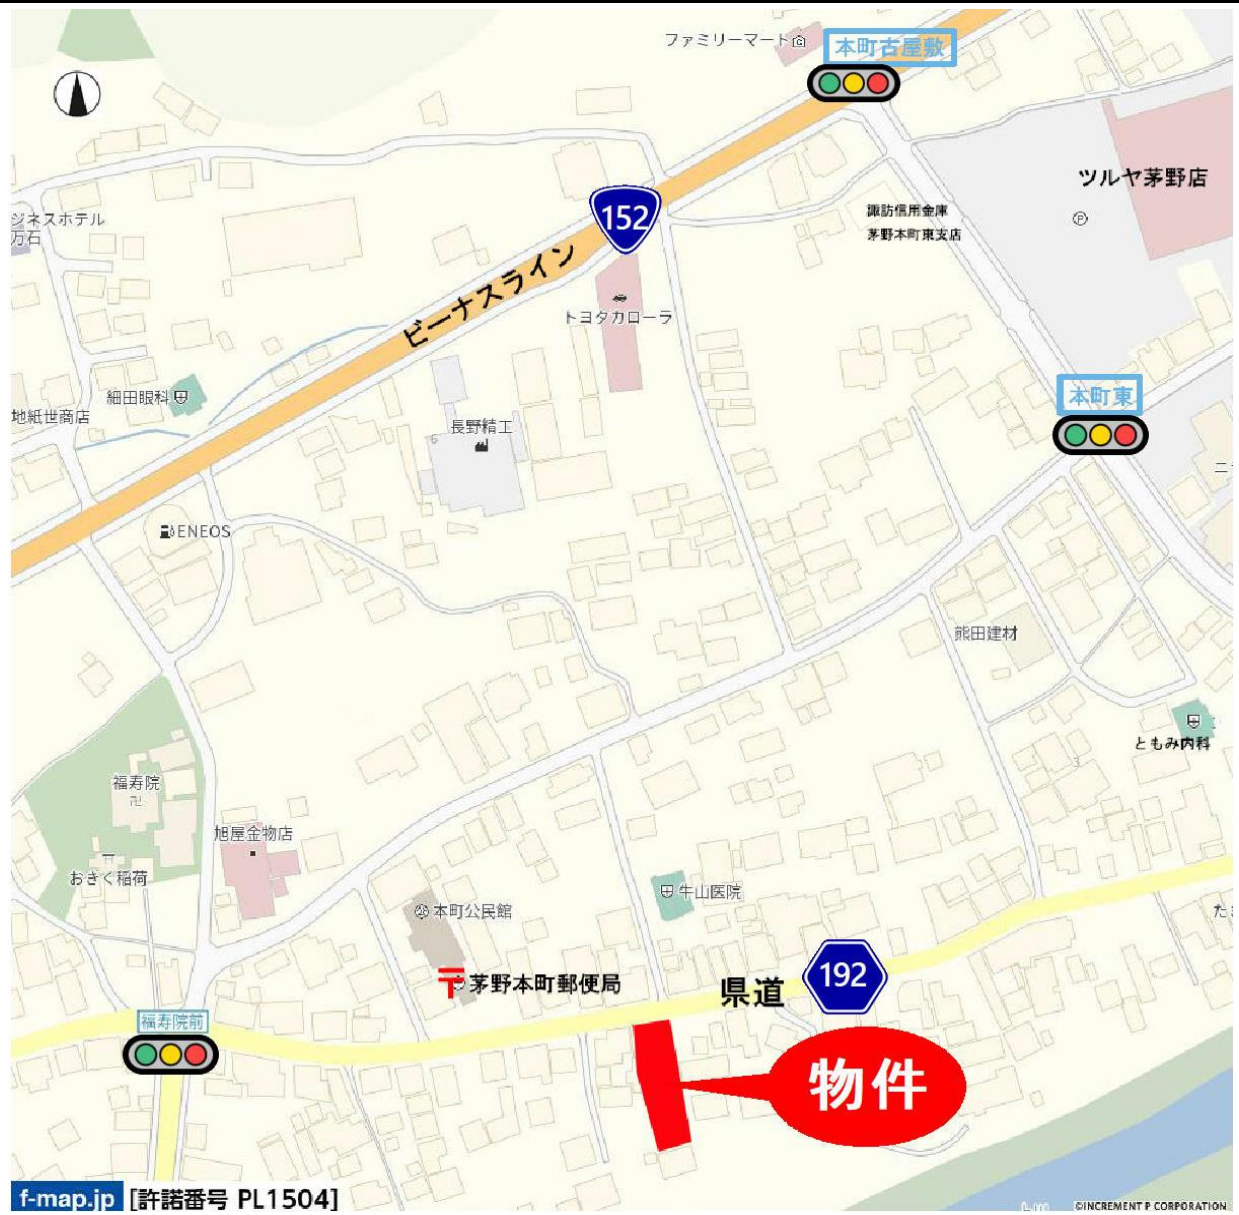 ファミリーマート
本町古屋敷
ツルヤ茅野店
諏訪信用金庫
茅野本町東支店
ジネスホテル
万石
152
ビーナスライン
トヨタカローラ
本町東
細田眼科
地紙世商店
長野精工
ENEOS
熊田建材
ともみ内科
福寿院
旭屋金物店
おきく稲荷
牛山医院
本町公民館
〒 茅野本町郵便局
県道
192
福寿院前
物件
f-map.jp [許諾番号 PL1504]
©INCREMENT P CORPORATION